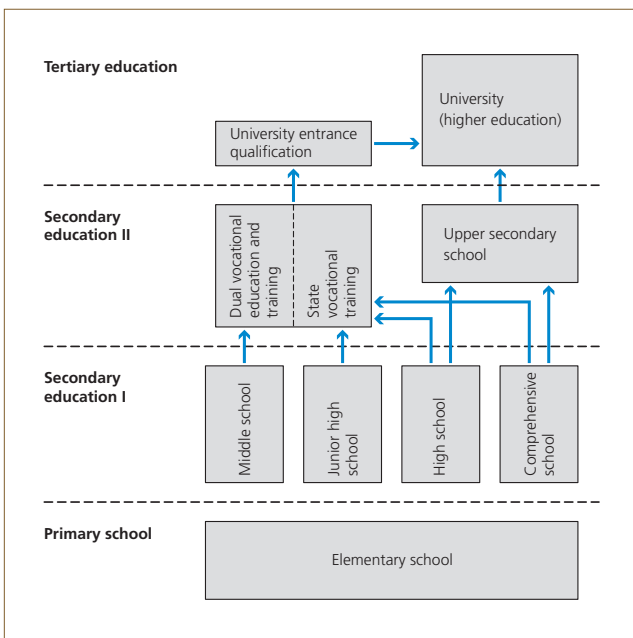 Tertiary education
University
(higher education)
University entrance
qualification
Secondary
education II
Dual vocational
education and
training
State
vocational
training
Upper secondary
school
Secondary
education I
Middle school
Junior high
school
High school
Comprehensive
school
Primary school
Elementary school